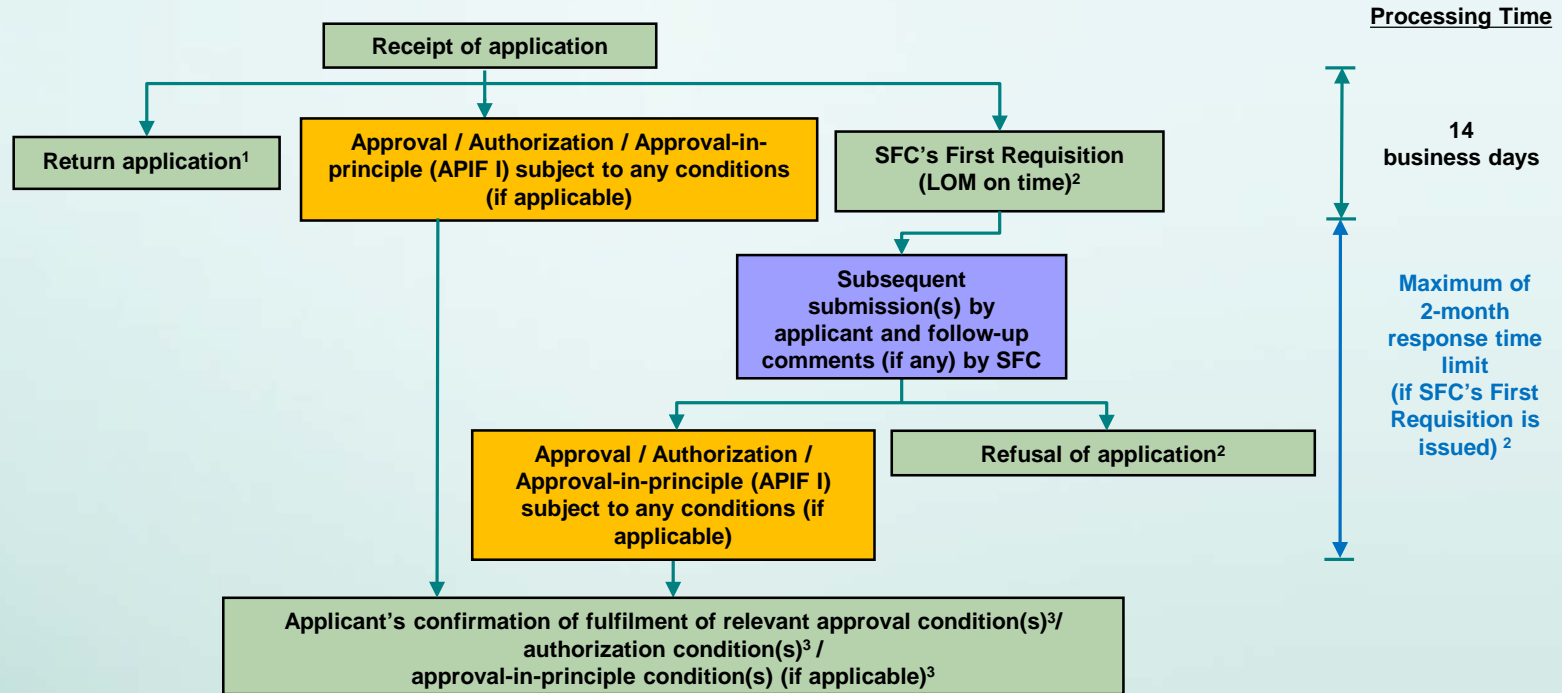 Processing Time
Receipt of application
Return application¹
Approval / Authorization / Approval-in-
principle (APIF I) subject to any conditions
(if applicable)
SFC's First Requisition
(LOM on time)²
14
business days
Subsequent
submission(s) by
applicant and follow-up
comments (if any) by SFC
Maximum of
2-month
response time
limit
(if SFC's First
Requisition is
issued) ²
Approval / Authorization /
Approval-in-principle (APIF I)
subject to any conditions (if
applicable)
Refusal of application²
Applicant's confirmation of fulfilment of relevant approval condition(s)³/
authorization condition(s)³ /
approval-in-principle condition(s) (if applicable)³